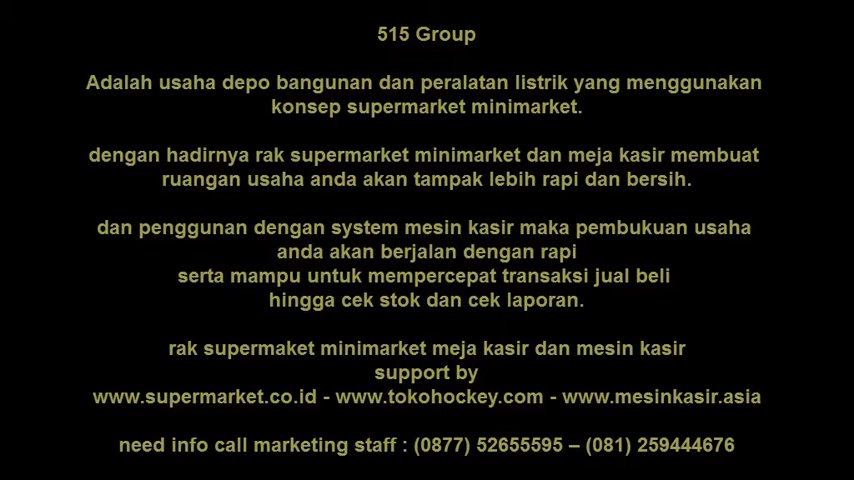 515 Group
Adalah usaha depo bangunan dan peralatan listrik yang menggunakan
konsep supermarket minimarket.
dengan hadirnya rak supermarket minimarket dan meja kasir membuat
ruangan usaha anda akan tampak lebih rapi dan bersih.
dan penggunan dengan system mesin kasir maka pembukuan usaha
anda akan berjalan dengan rapi
serta mampu untuk mempercepat transaksi jual beli
hingga cek stok dan cek laporan.
rak supermaket minimarket meja kasir dan mesin kasir
support by
www.supermarket.co.id - www.tokohockey.com - www.mesinkasir.asia
need info call marketing staff : (0877) 52655595 – (081) 259444676